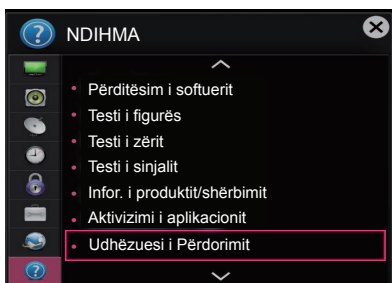 NDIHMA
• Përditësim i softuerit
• Testi i figurës
• Testi i zërit
• Testi i sinjalit
• Infor. i produktit/shërbimit
• Aktivizimi i aplikacionit
• Udhëzuesi i Përdorimit